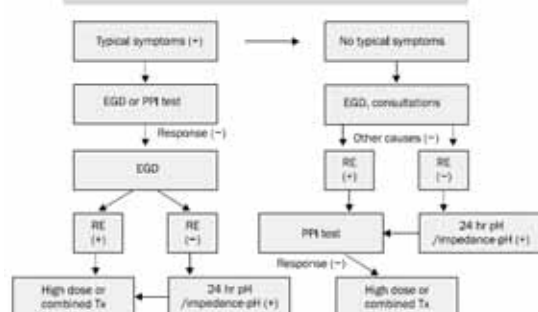 Typical symptoms (+)
No typical symptoms
EGD or PPI test
EGD, consultations
Response (−)
Other causes (−)
EGD
RE
(+)
RE
(−)
RE
(+)
RE
(−)
PPI test
24 hr pH
/impedance-pH (+)
Response (−)
High dose or
combined Tx
24 hr pH
/impedance-pH (+)
High dose or
combined Tx